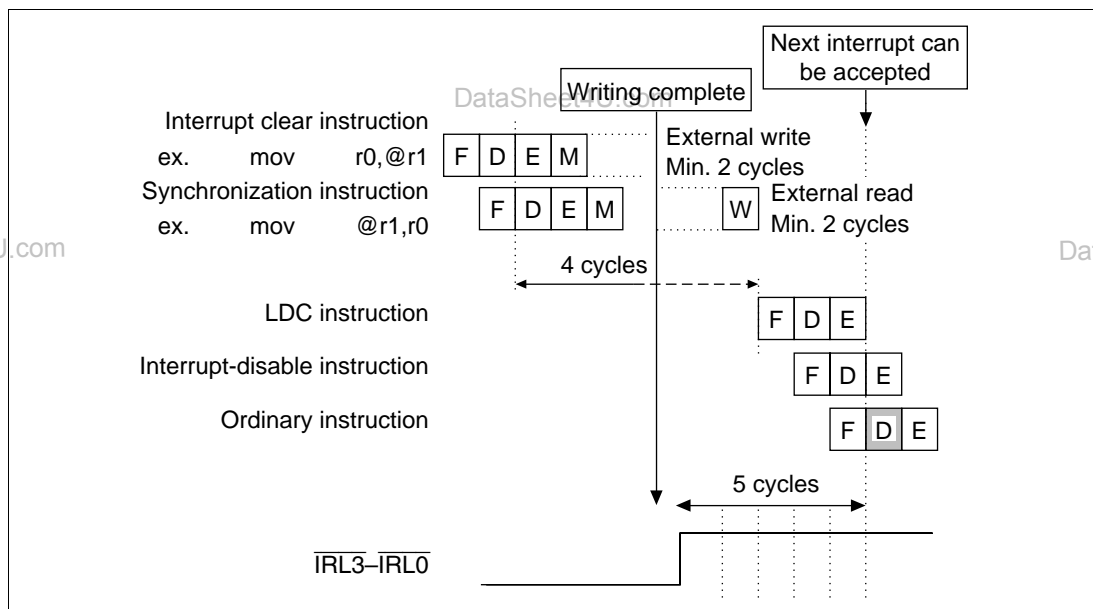 Next interrupt can
be accepted
DataSheet4U.com
Writing complete
Interrupt clear instruction
ex. mov r0,@r1
F D E M
External write
Min. 2 cycles
Synchronization instruction
ex. mov @r1,r0
F D E M
W
External read
Min. 2 cycles
U.com
Da
4 cycles
LDC instruction
F D E
Interrupt-disable instruction
F D E
Ordinary instruction
F D E
5 cycles
IRL3–IRL0